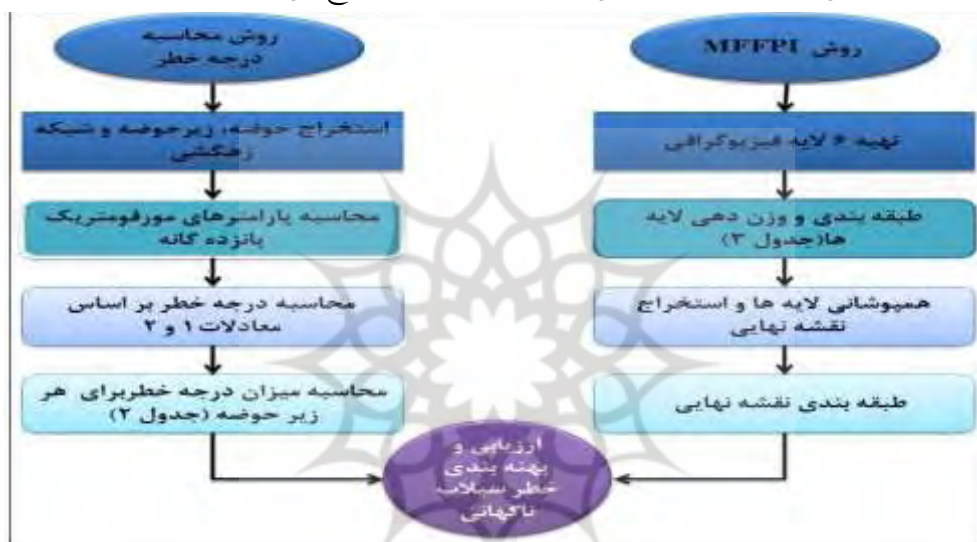 روش MFFPI
تهیه ۶ لایه فیزیوگرافی
طبقه بندی و وزن دهی لایه
ها(جدول ۳)
همپوشانی لایه ها و استخراج
نقشه نهایی
طبقه بندی نقشه نهایی
روش محاسبه
درجه خطر
استخراج حوضه، زیرحوضه و شبکه
زهکشی
محاسبه پارامترهای مورفومتریک
پانزده گانه
محاسبه درجه خطر بر اساس
معادلات ۱ و ۲
محاسبه میزان درجه خطربرای هر
زیر حوضه (جدول ۲)
ارزیابی و
پهنه بندی
خطر سیلاب
ناگهانی